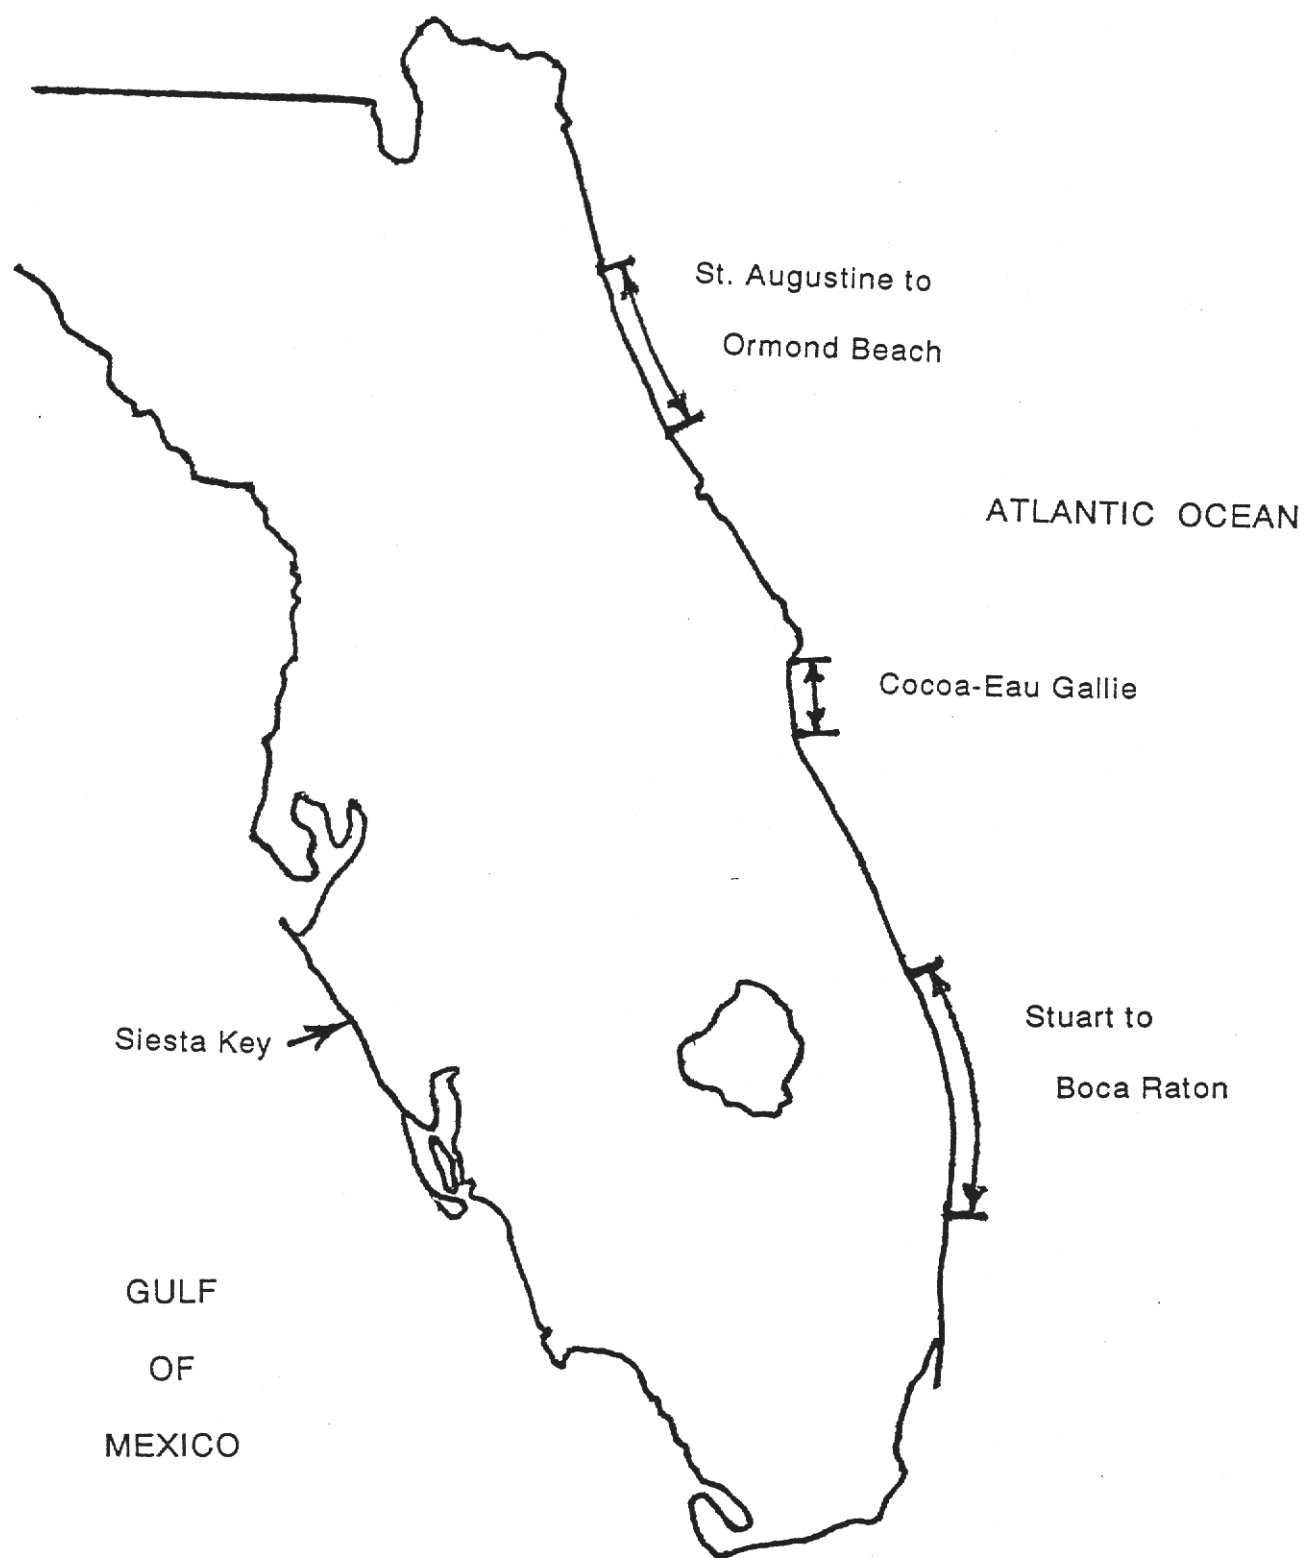 St. Augustine to
Ormond Beach
ATLANTIC OCEAN
Cocoa-Eau Gallie
Stuart to
Boca Raton
Siesta Key
GULF
OF
MEXICO